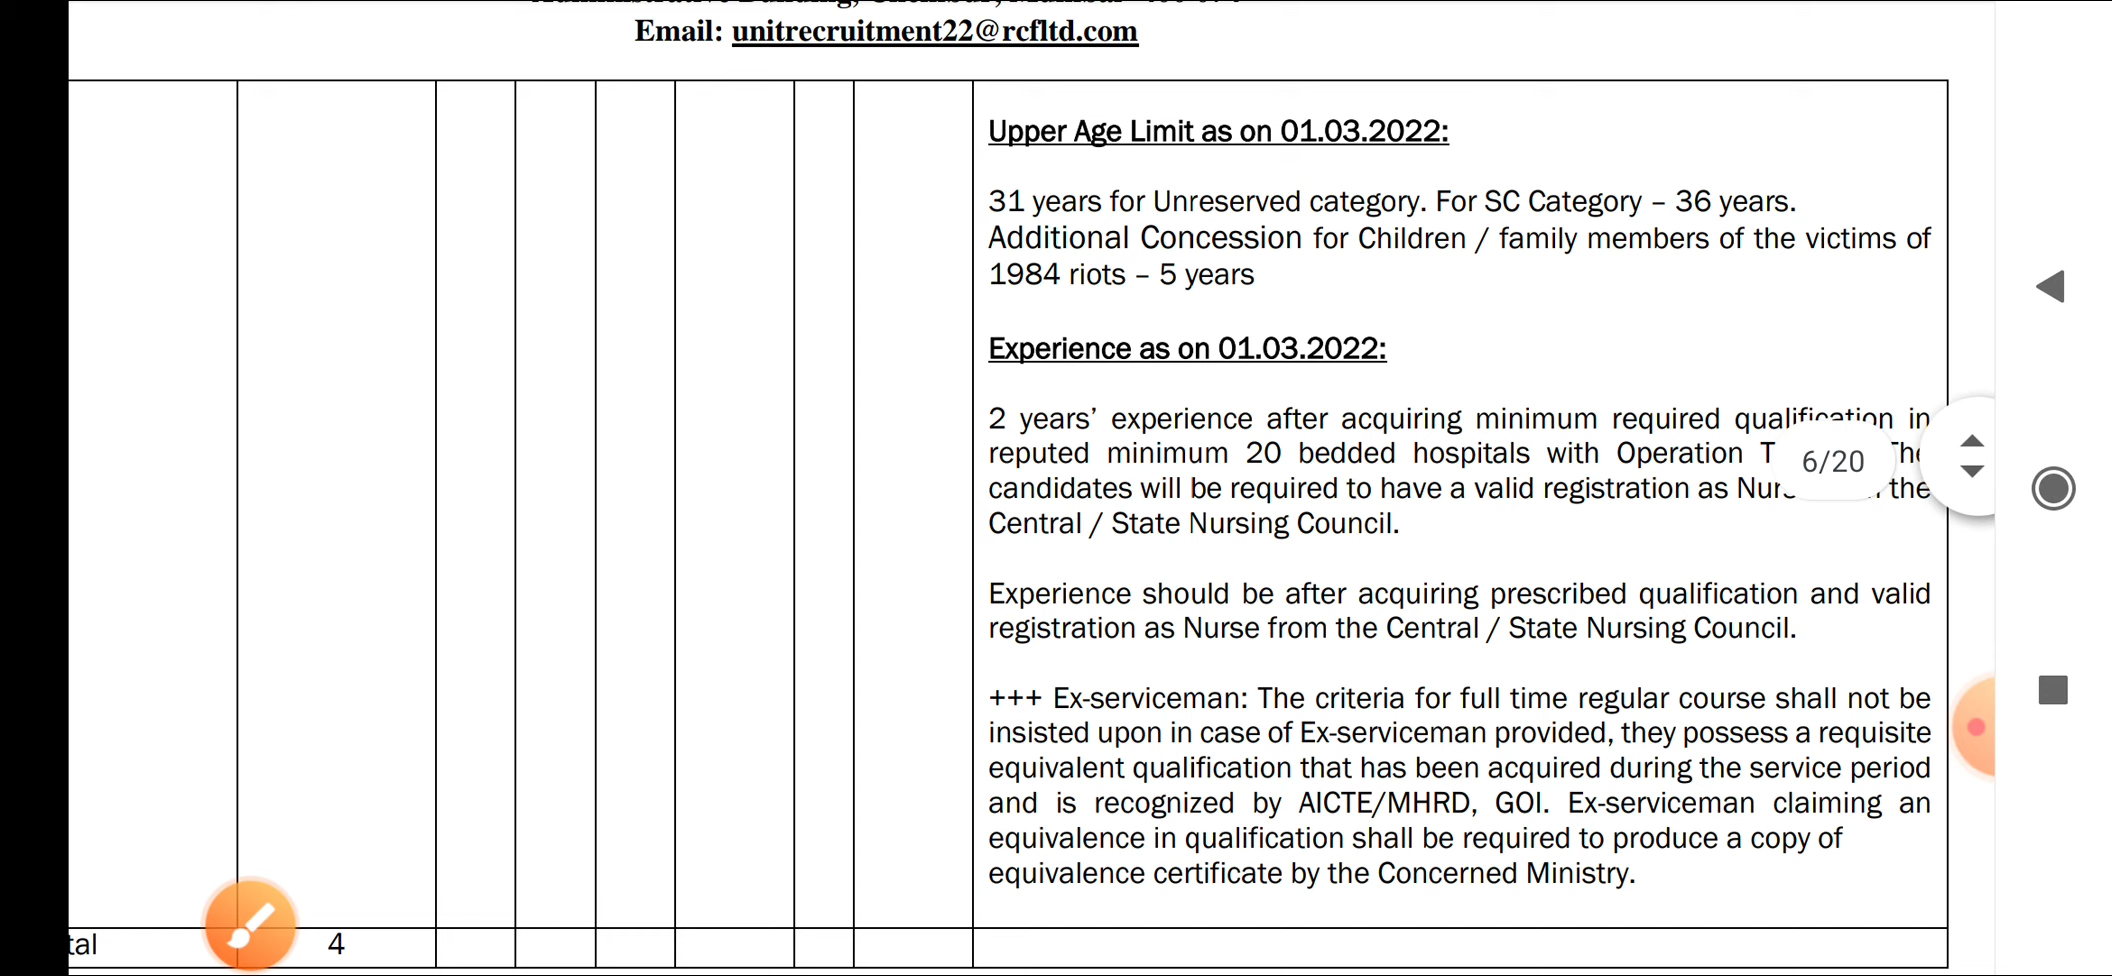 Email: unitrecruitment22@rcfltd.com
Upper Age Limit as on 01.03.2022:
31 years for Unreserved category. For SC Category – 36 years.
Additional Concession for Children / family members of the victims of
1984 riots – 5 years
Experience as on 01.03.2022:
2 years’ experience after acquiring minimum required qualification in
reputed minimum 20 bedded hospitals with Operation
6/20
candidates will be required to have a valid registration as the
Central / State Nursing Council.
Experience should be after acquiring prescribed qualification and valid
registration as Nurse from the Central / State Nursing Council.
+++ Ex-serviceman: The criteria for full time regular course shall not be
insisted upon in case of Ex-serviceman provided, they possess a requisite
equivalent qualification that has been acquired during the service period
and is recognized by AICTE/MHRD, GOI. Ex-serviceman claiming an
equivalence in qualification shall be required to produce a copy of
equivalence certificate by the Concerned Ministry.
tal 4